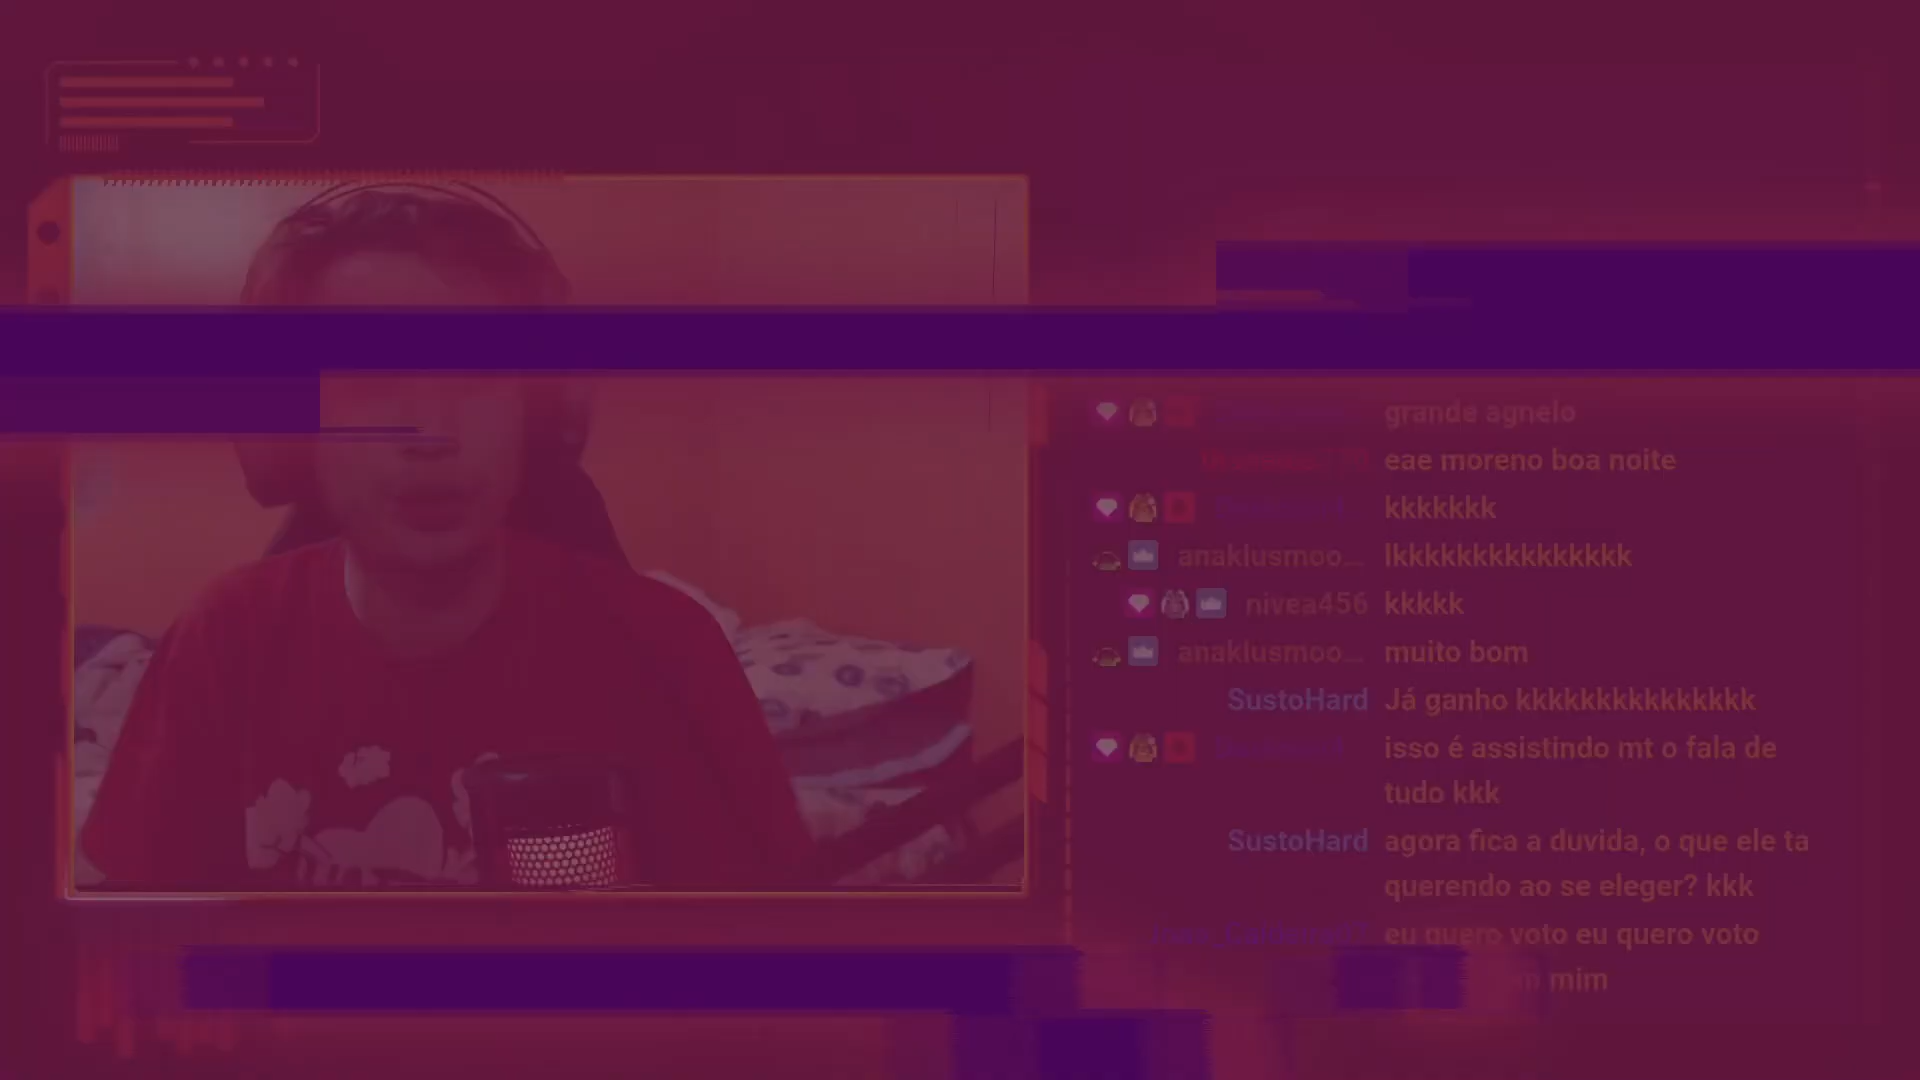 grande agnelo
eae moreno boa noite
kkkkkkk
anaklusmoo... lkkkkkkkkkkkkkkk
nivea456 kkkkk
anaklusmoo... muito bom
SustoHard Já ganho kkkkkkkkkkkkkkk
isso é assistindo mt o fala de
tudo kkk
SustoHard agora fica a duvida, o que ele ta
querendo ao se eleger? kkk
eu quero voto eu quero voto
mim